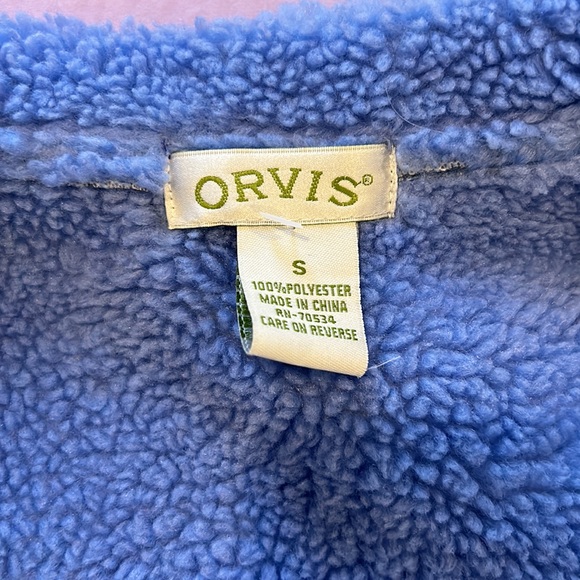 ORVIS®
S
100%POLYESTER
MADE IN CHINA
RN-70534
CARE ON REVERSE